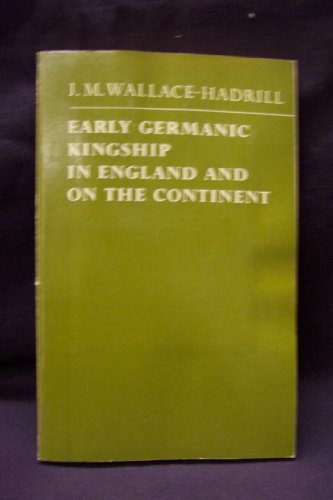 J. M. WALLACE-HADRILL
EARLY GERMANIC
KINGSHIP
IN ENGLAND AND
ON THE CONTINENT